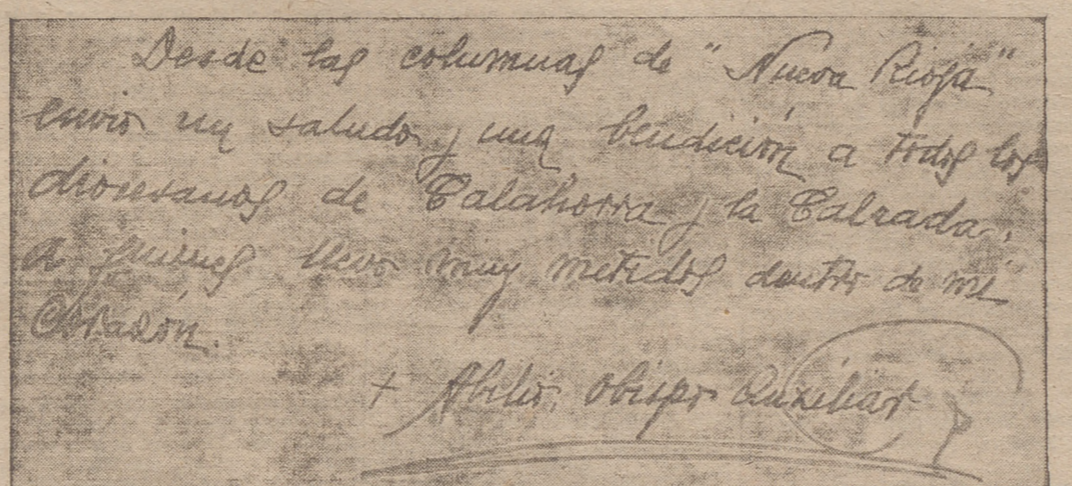 Desde las columnas de "Nueva Rioja"
envio un saludo y una bendición a todos los
diocesanos de Calahorra y la Calzada,
a quienes llevo muy metidos dentro de mi
Corazón.
+ Abilio, Obispo Auxiliar